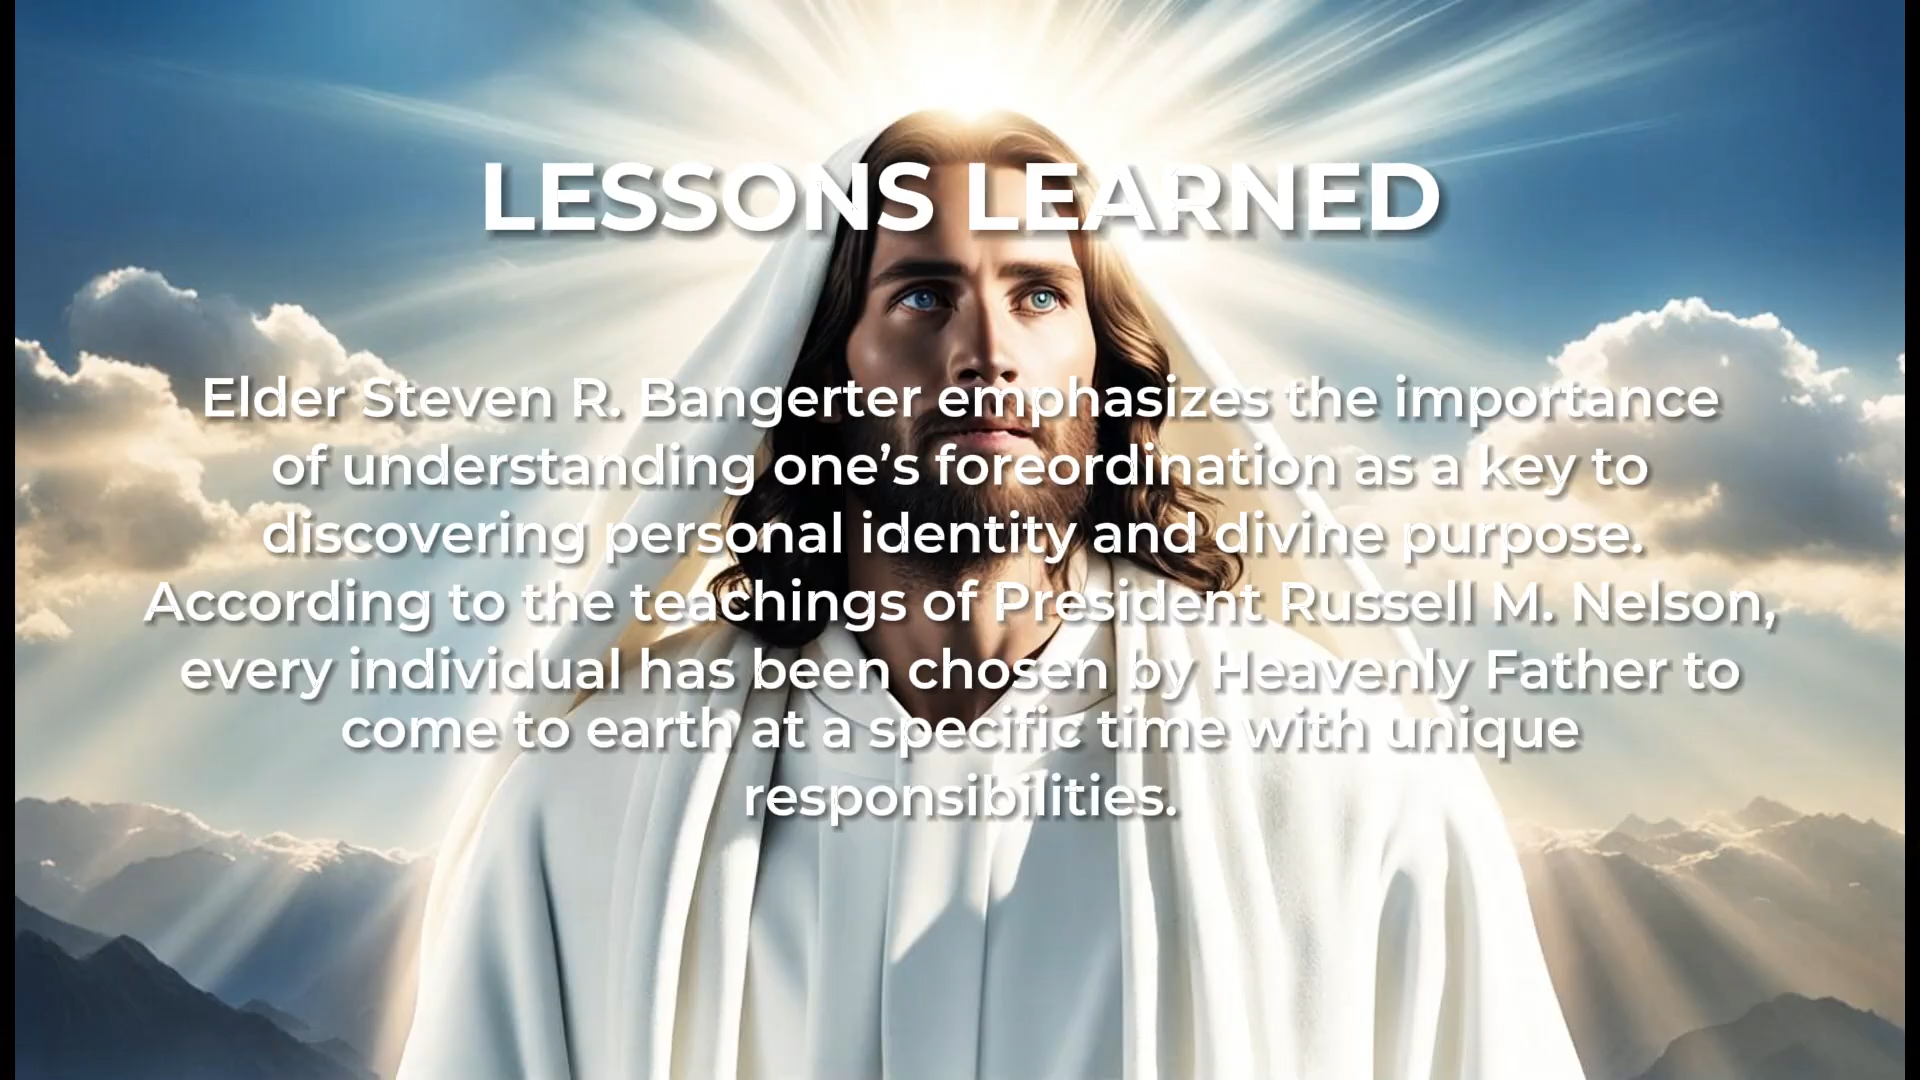 LESSONS LEARNED
Elder Steven R. Bangerter emphasizes the importance
of understanding one’s foreordination as a key to
discovering personal identity and divine purpose.
According to the teachings of President Russell M. Nelson,
every individual has been chosen by Heavenly Father to
come to earth at a specific time with unique
responsibilities.